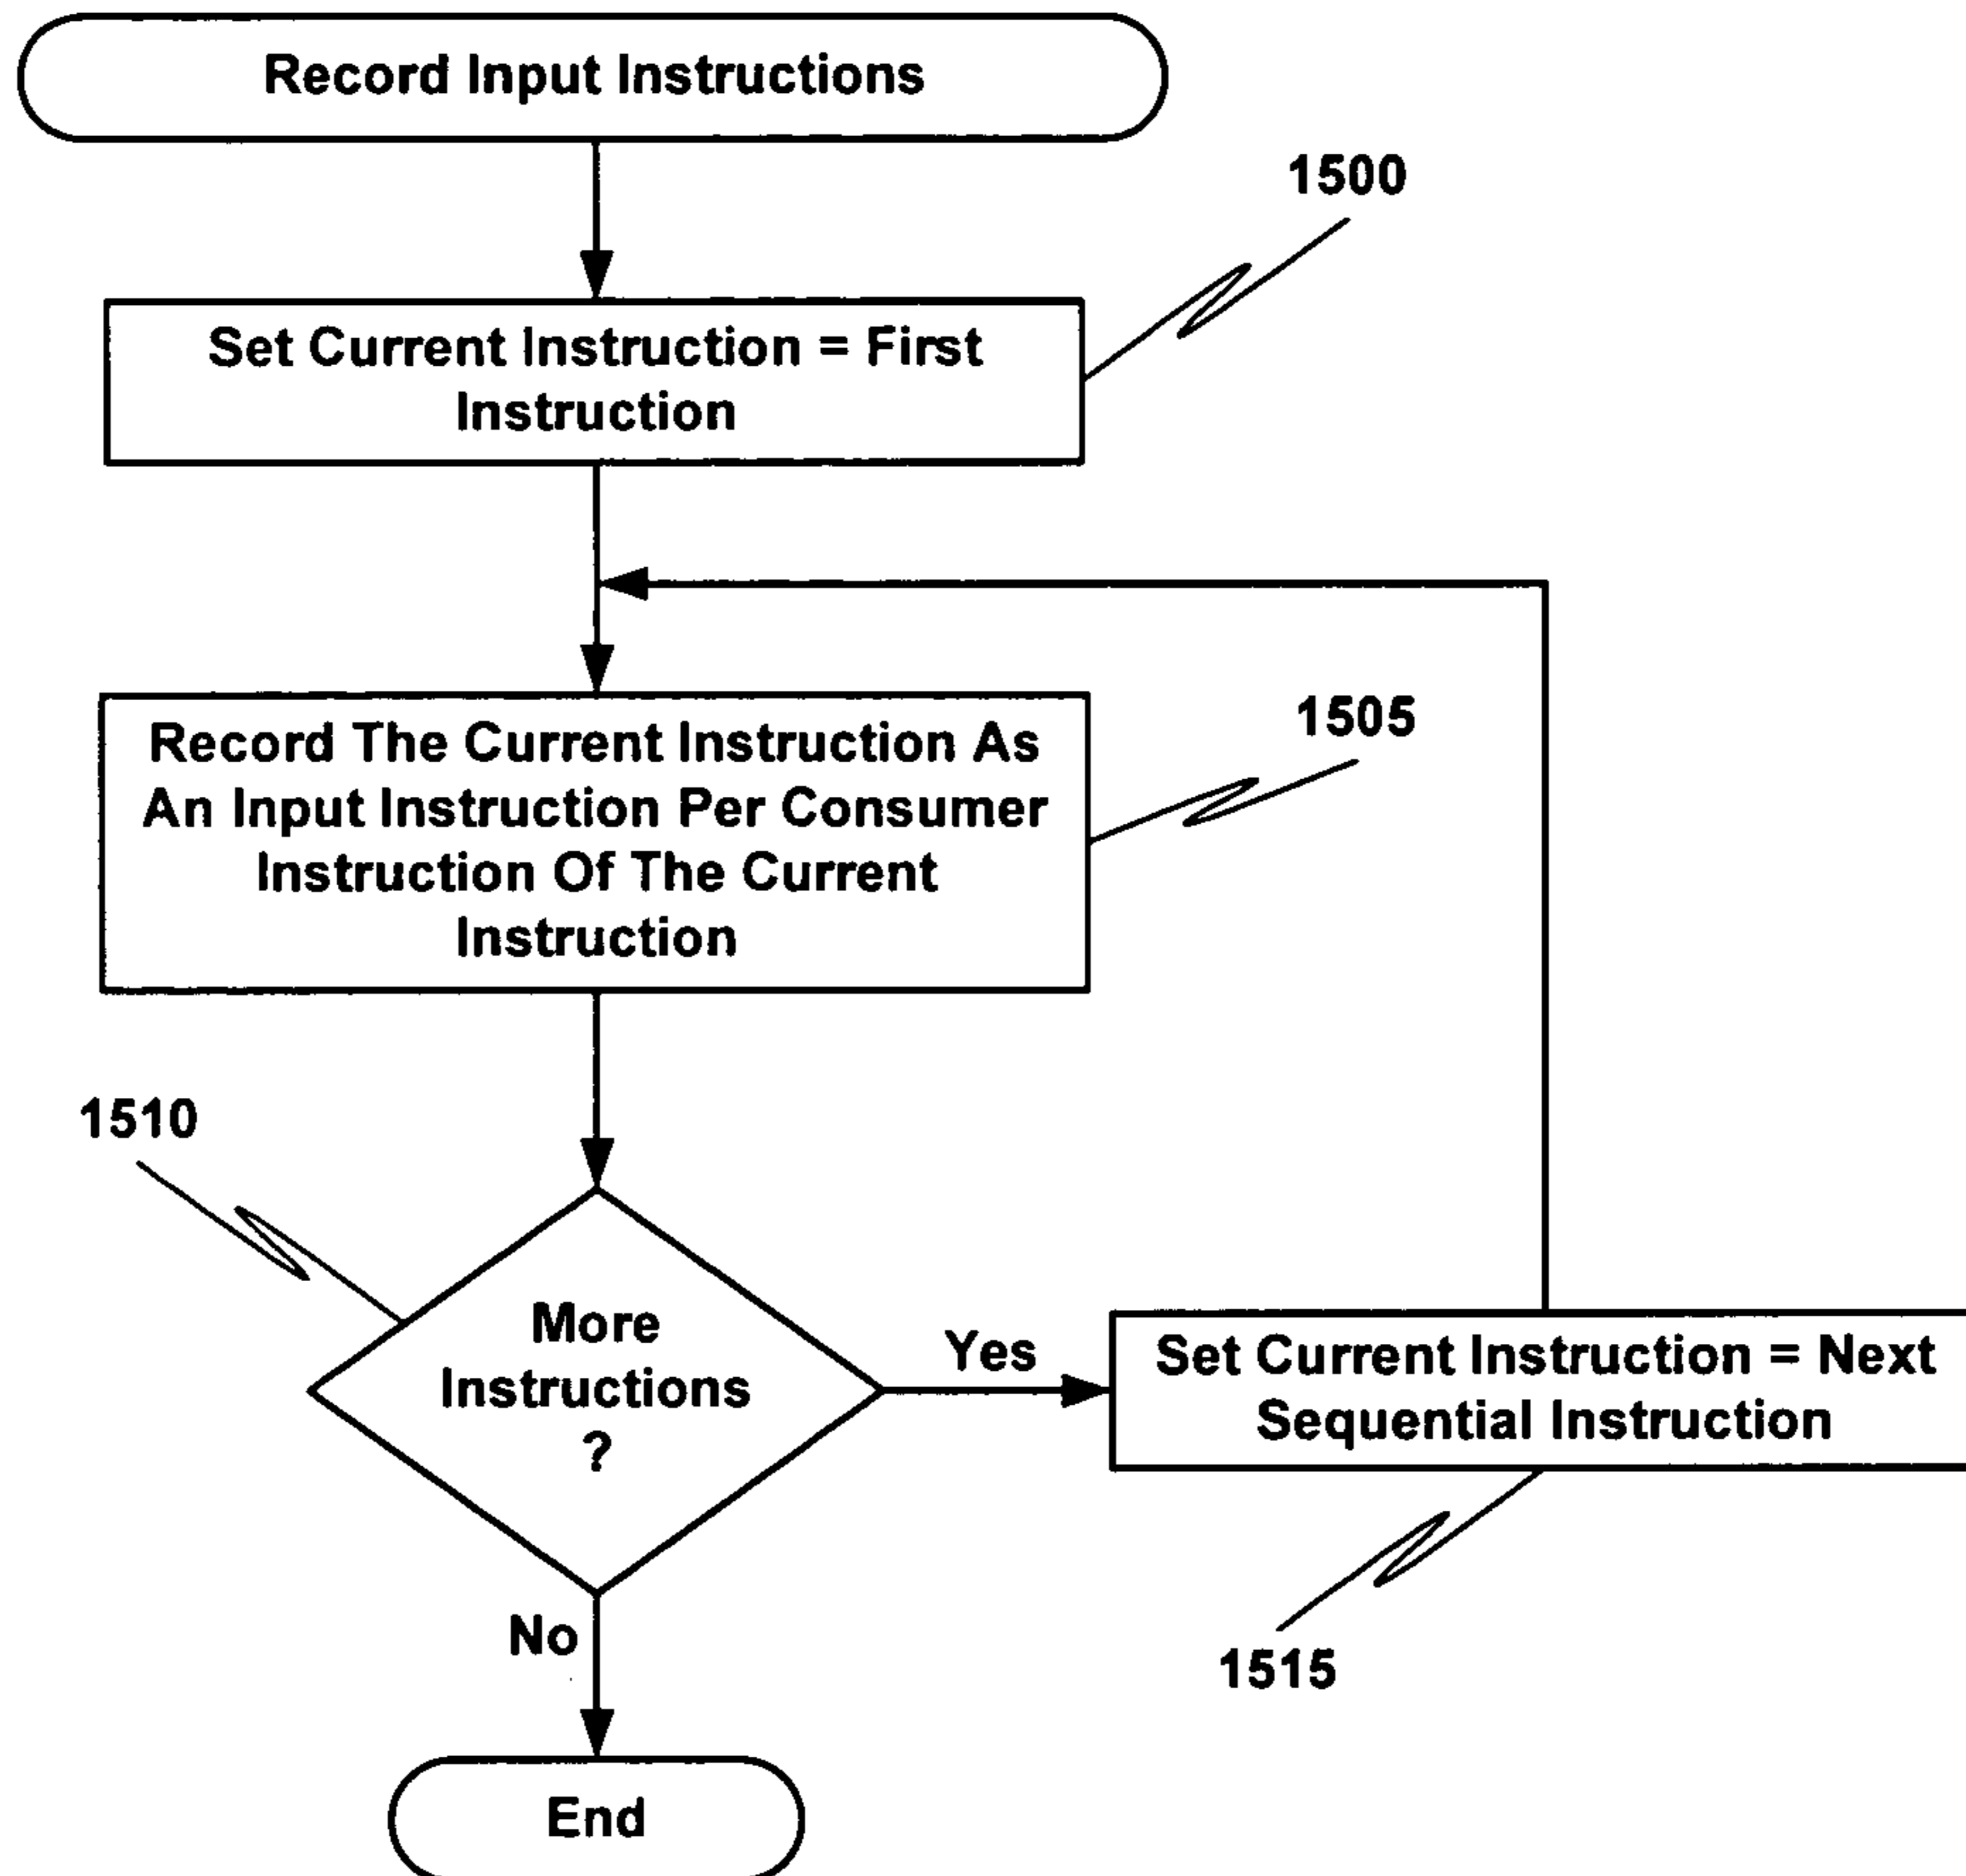 Record Input Instructions
1500
Set Current Instruction = First
Instruction
1505
Record The Current Instruction As
An Input Instruction Per Consumer
Instruction Of The Current
Instruction
1510
More
Instructions
?
Yes
Set Current Instruction = Next
Sequential Instruction
No
1515
End